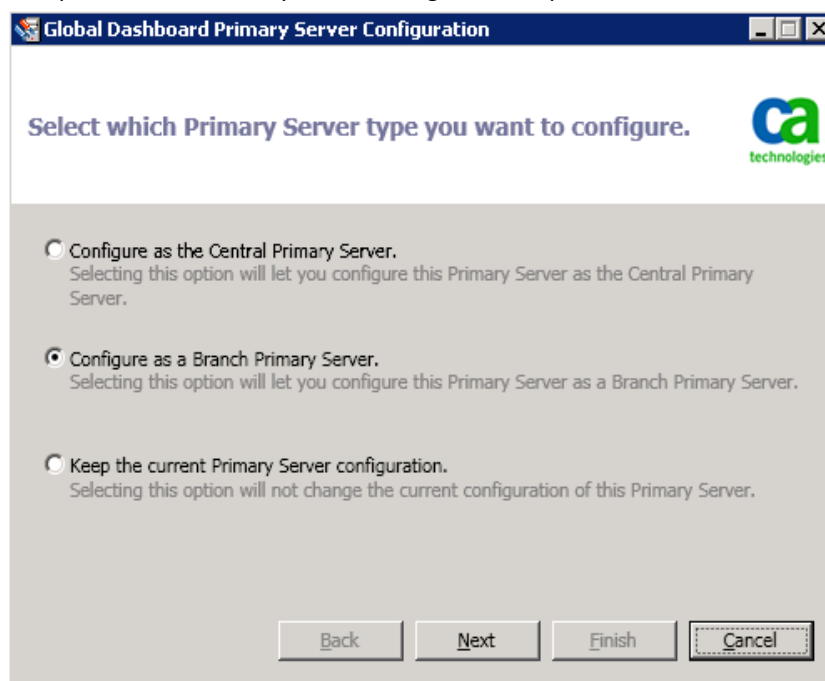 Global Dashboard Primary Server Configuration
Select which Primary Server type you want to configure.
ca
technologies
Configure as the Central Primary Server.
Selecting this option will let you configure this Primary Server as the Central Primary
Server.
Configure as a Branch Primary Server.
Selecting this option will let you configure this Primary Server as a Branch Primary Server.
Keep the current Primary Server configuration.
Selecting this option will not change the current configuration of this Primary Server.
Back Next Finish Cancel